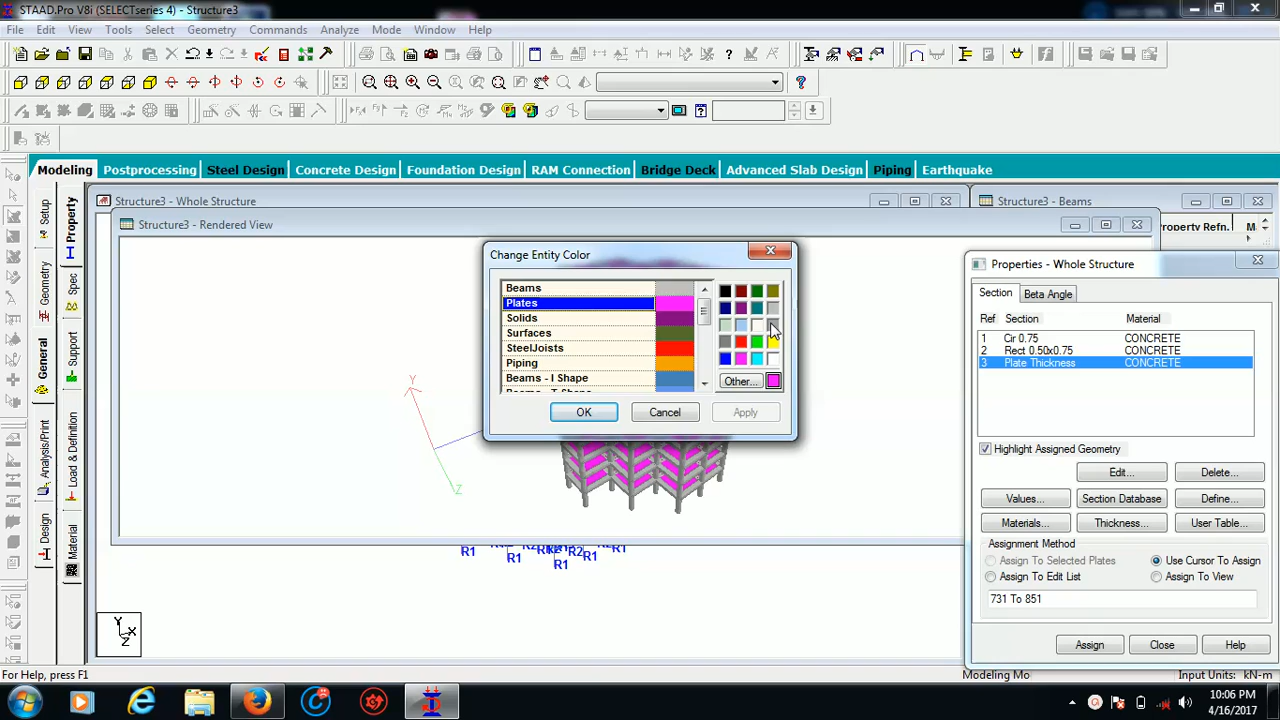 STAAD.Pro V8i (SELECTseries 4) - Structure3
File Edit View Tools Select Geometry Commands Analyze Mode Window Help
Modeling Postprocessing Steel Design Concrete Design Foundation Design RAM Connection Bridge Deck Advanced Slab Design Piping Earthquake
Structure3 - Whole Structure
Structure3 - Beams
Structure3 - Rendered View
Property Refn.
Setup
Geometry
General
Analysis/Print
Design
Property
Spec
Support
Load & Definition
Material
Change Entity Color
Beams
Plates
Solids
Surfaces
SteelJoists
Piping
Beams - I Shape
Other...
OK Cancel Apply
Y
Z
R1
R1
R1
R2
R1
R1
Y
X
Z
Properties - Whole Structure
Section Beta Angle
Ref Section Material
1 Cir 0.75 CONCRETE
2 Rect 0.50x0.75 CONCRETE
3 Plate Thickness CONCRETE
Highlight Assigned Geometry
Edit... Delete...
Values... Section Database Define...
Materials... Thickness... User Table...
Assignment Method
Assign To Selected Plates Use Cursor To Assign
Assign To Edit List Assign To View
731 To 851
Assign Close Help
For Help, press F1
Modeling Mo Input Units: kN-m
10:06 PM
4/16/2017